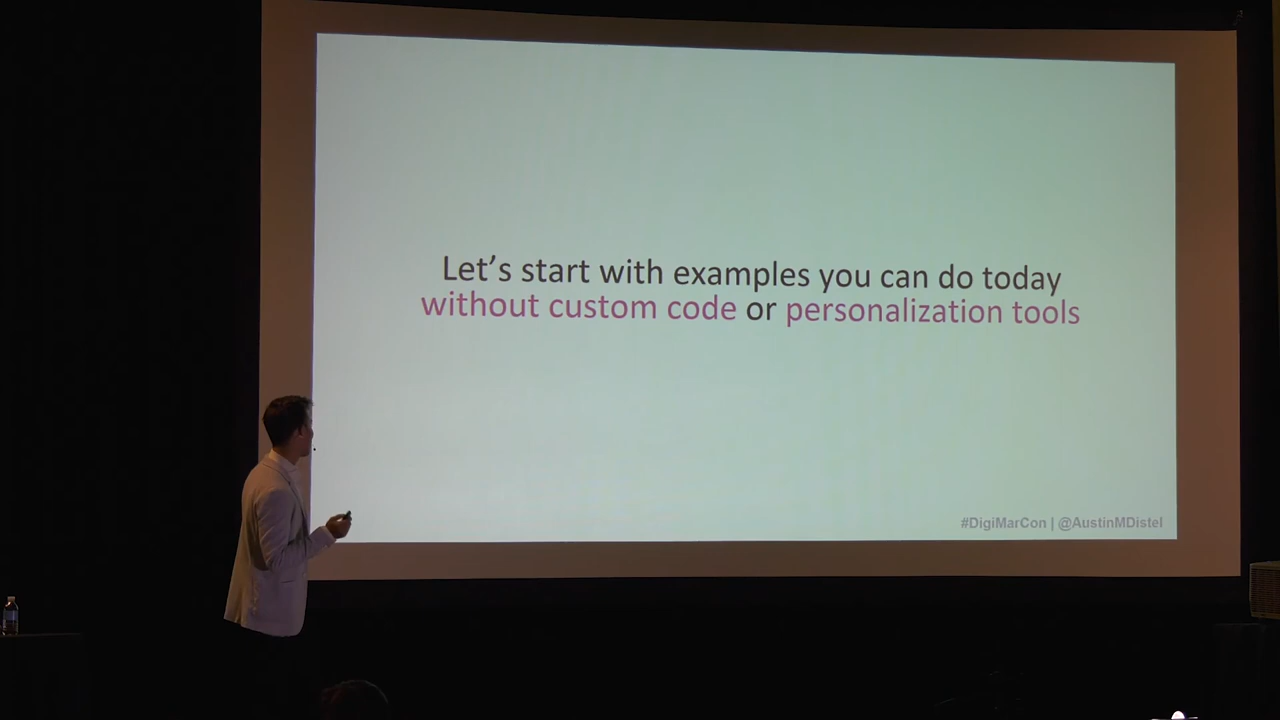 Let's start with examples you can do today
without custom code or personalization tools
#DigiMarCon | @AustinMDistel